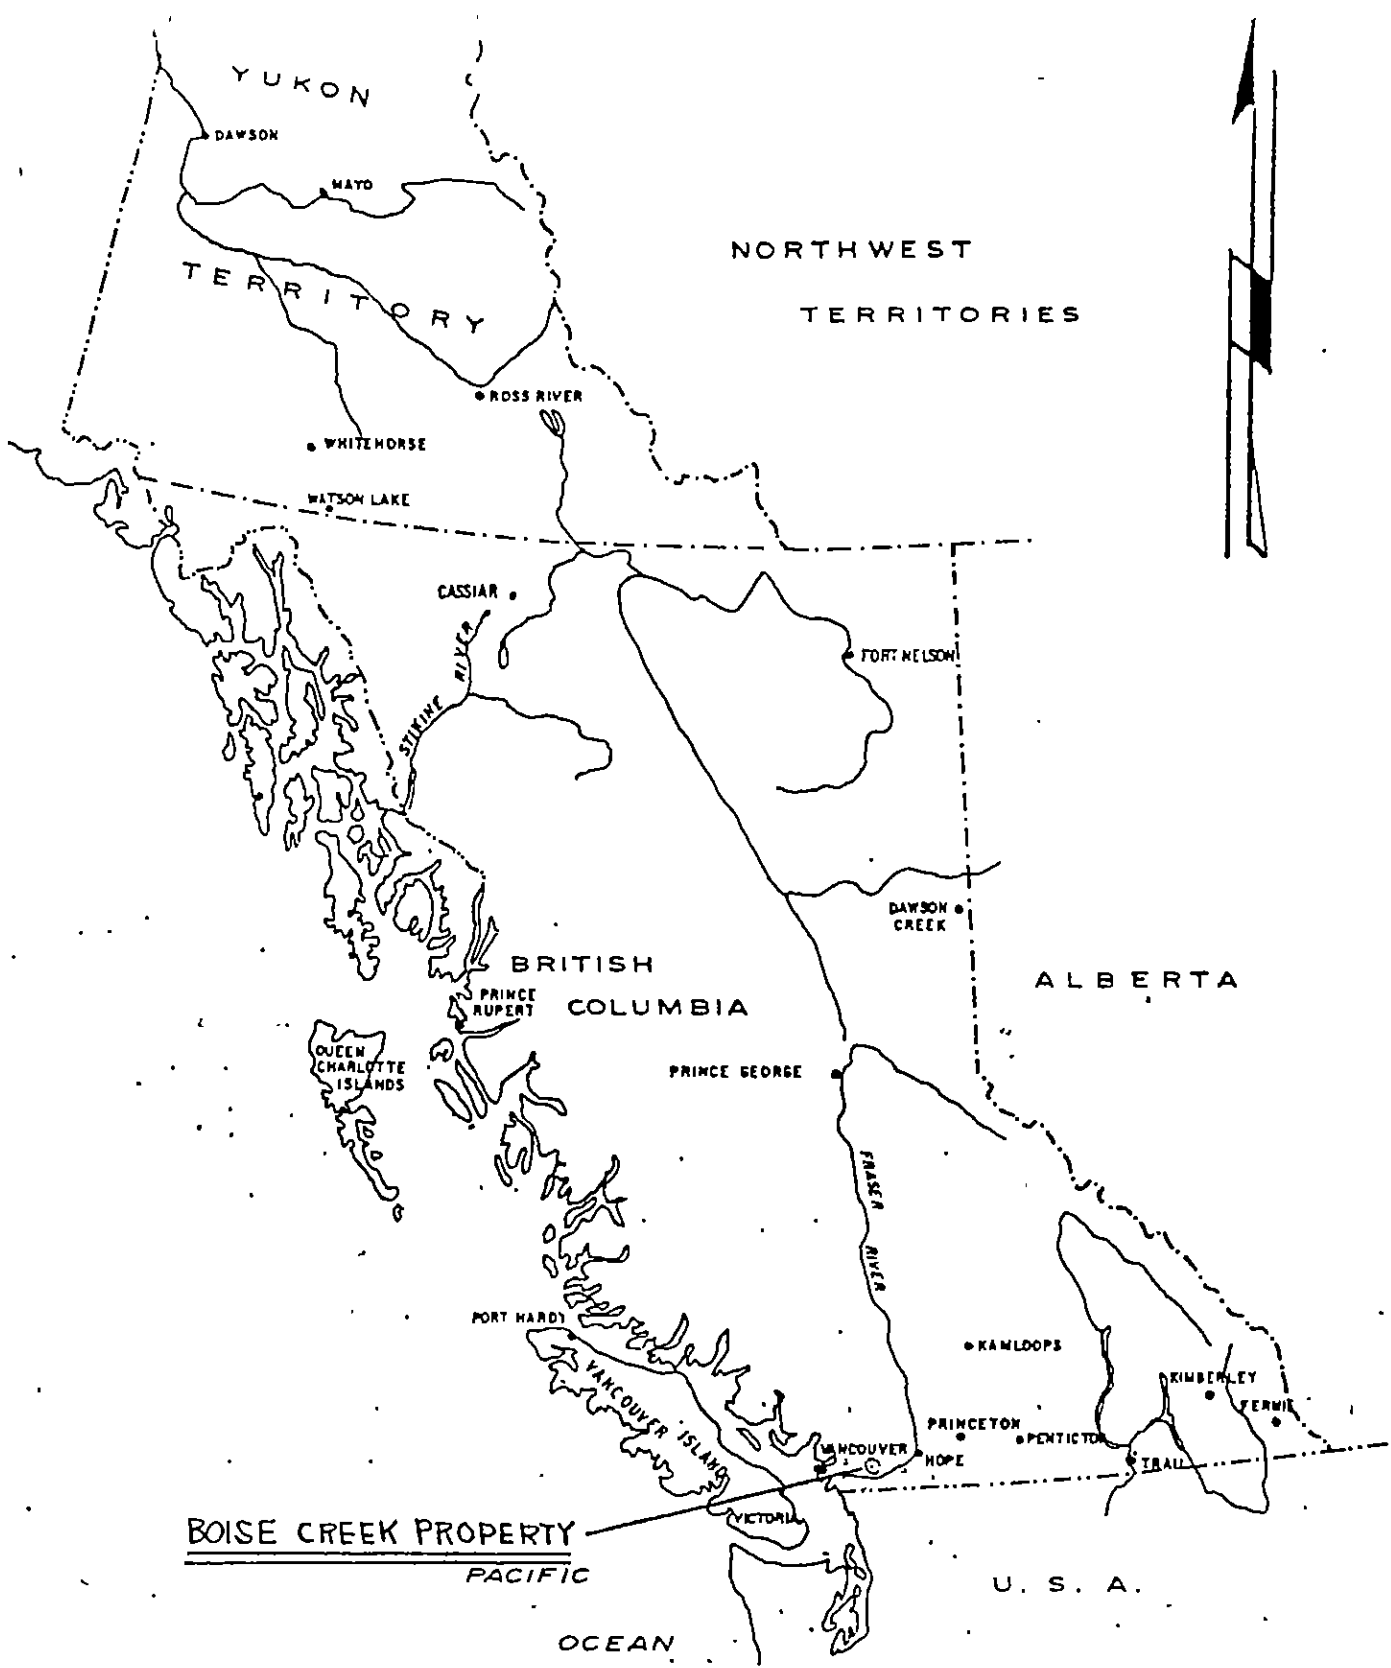 YUKON
DAWSON
MAYO
NORTHWEST
TERRITORY
TERRITORIES
ROSS RIVER
WHITEHORSE
WATSON LAKE
CASSIAR
STIKINE RIVER
FORT NELSON
DAWSON
CREEK
BRITISH
COLUMBIA
ALBERTA
PRINCE
RUPERT
QUEEN
CHARLOTTE
ISLANDS
PRINCE GEORGE
FRASER RIVER
PORT HARDY
VANCOUVER ISLAND
KAMLOOPS
KIMBERLEY
FERNIE
PRINCETON
PENTICTON
VANCOUVER
HOPE
TRAIL
VICTORIA
BOISE CREEK PROPERTY
PACIFIC
OCEAN
U. S. A.